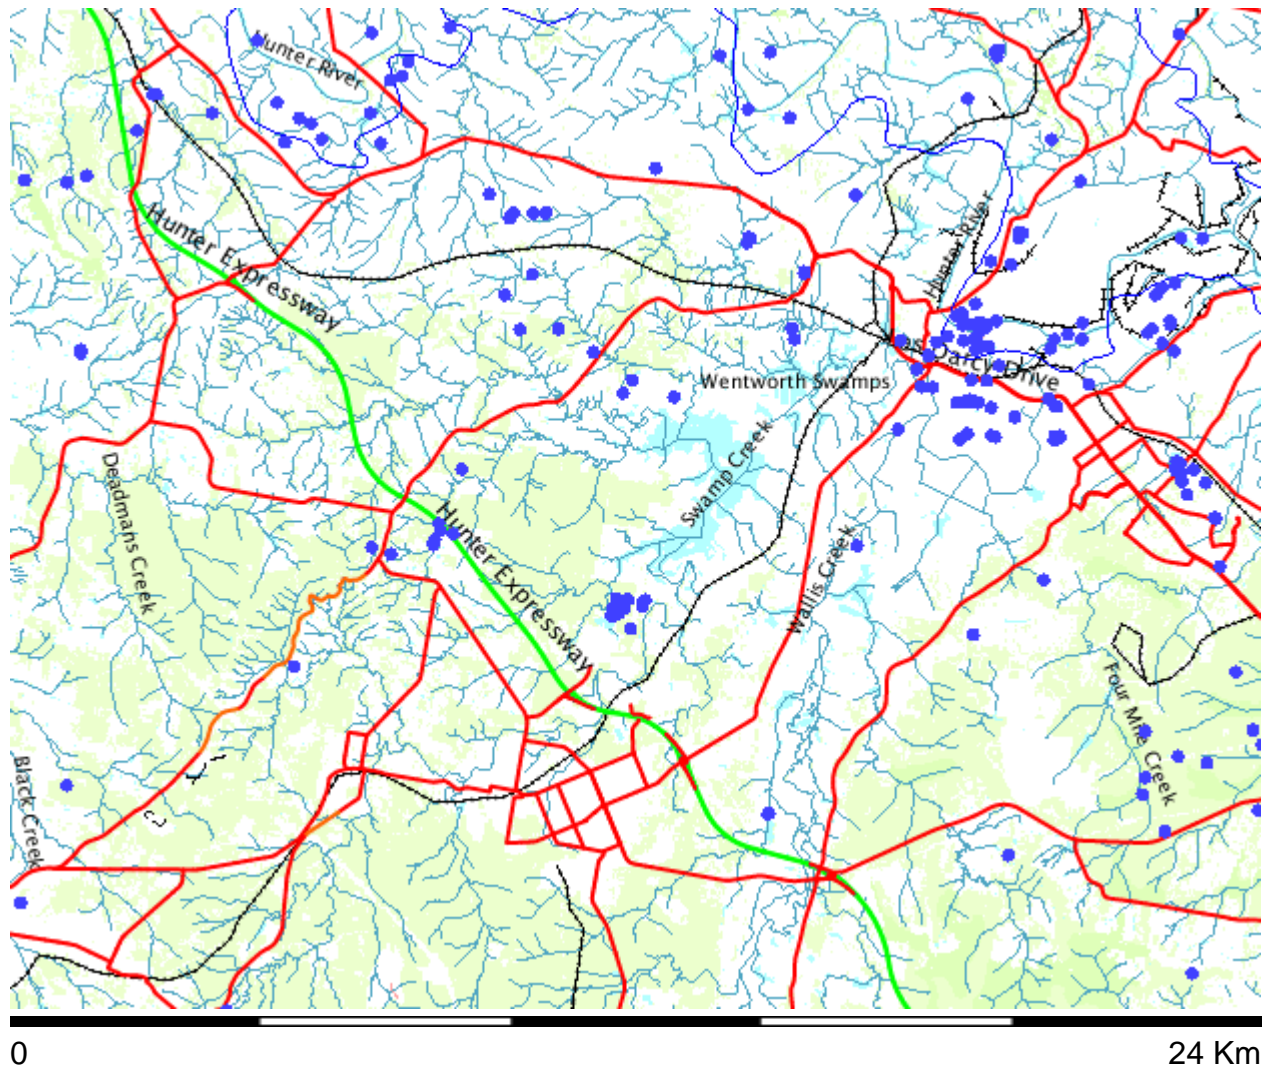 Hunter River
Hunter Expressway
Hunter River
Darcy Drive
Wentworth Swamps
Swamp Creek
Deadmans Creek
Hunter Expressway
Wallis Creek
Four Mile Creek
Black Creek
0
24 Km